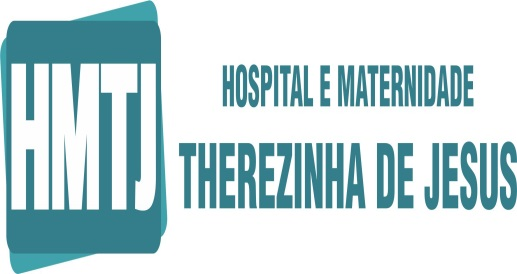 HMTJ
HOSPITAL E MATERNIDADE
THEREZINHA DE JESUS